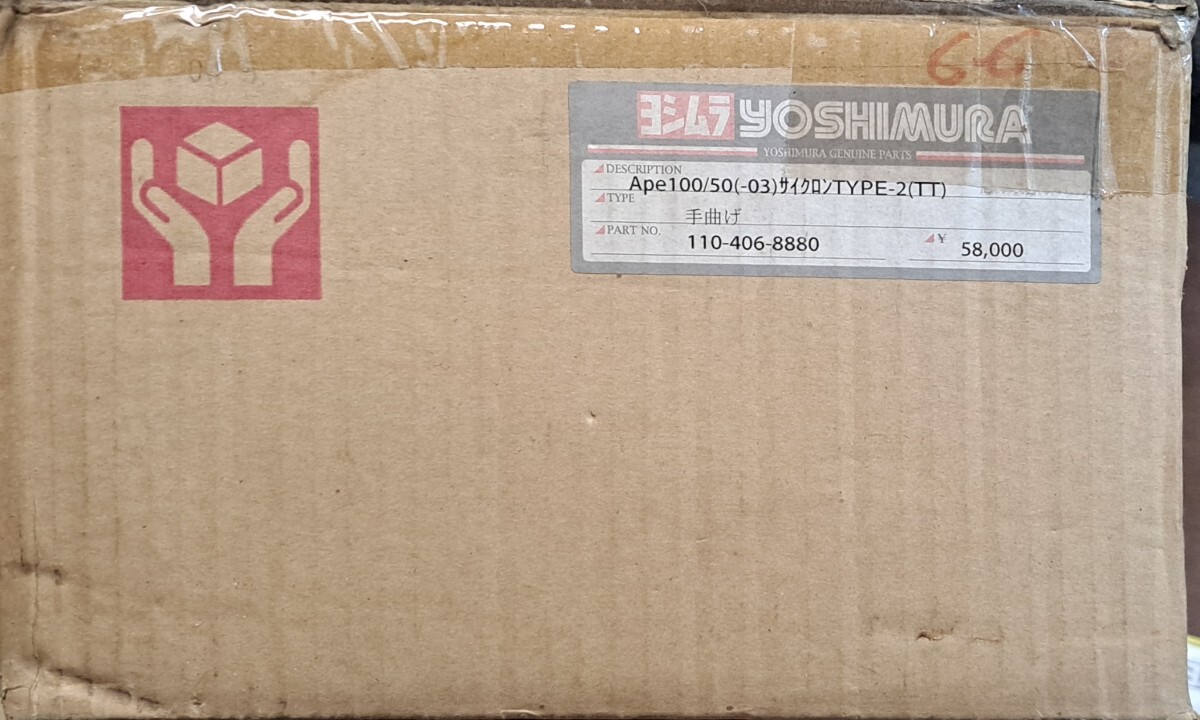 66
ヨシムラ YOSHIMURA
YOSHIMURA GENUINE PARTS
DESCRIPTION
Ape100/50(-03)ｻｲｸﾛﾝTYPE-2(TT)
TYPE
手曲げ
PART NO. 110-406-8880 ¥ 58,000